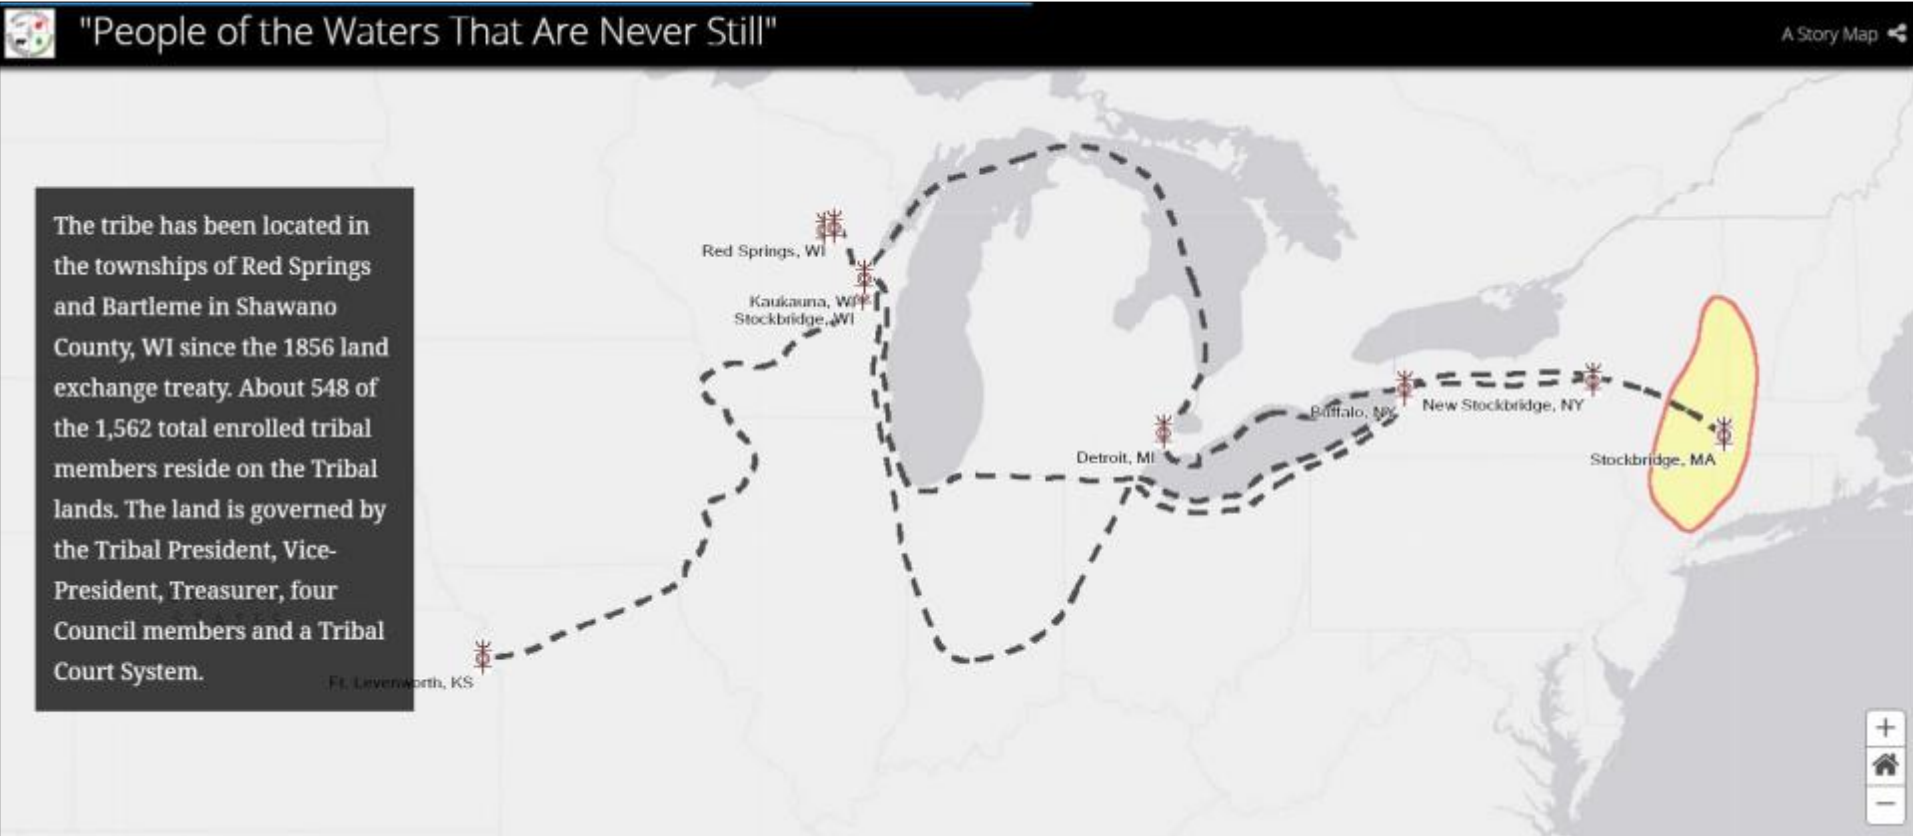 "People of the Waters That Are Never Still"
A Story Map
The tribe has been located in
the townships of Red Springs
and Bartleme in Shawano
County, WI since the 1856 land
exchange treaty. About 548 of
the 1,562 total enrolled tribal
members reside on the Tribal
lands. The land is governed by
the Tribal President, Vice-
President, Treasurer, four
Council members and a Tribal
Court System.
Red Springs, WI
Kaukauna, WI
Stockbridge, WI
Buffalo, NY
New Stockbridge, NY
Detroit, MI
Stockbridge, MA
Ft. Levenworth, KS
+
−